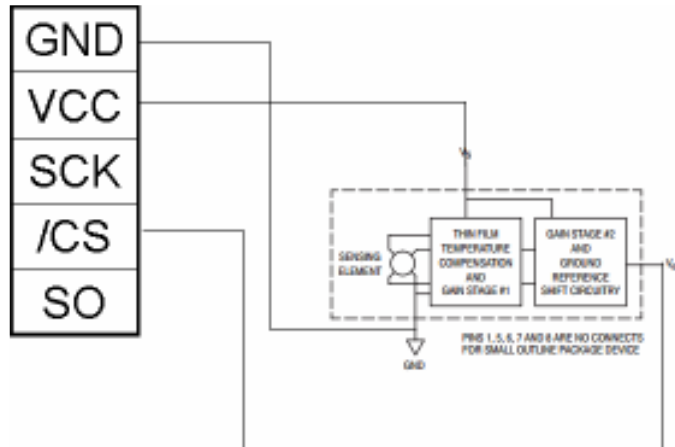 GND
VCC
SCK
/CS
SO
VS
SENSING
ELEMENT
THIN FILM
TEMPERATURE
COMPENSATION
AND
GAIN STAGE #1
GAIN STAGE #2
AND
GROUND
REFERENCE
SHIFT CIRCUITRY
PINS 1, 5, 6, 7 AND 8 ARE NO CONNECTS
FOR SMALL OUTLINE PACKAGE DEVICE
GND